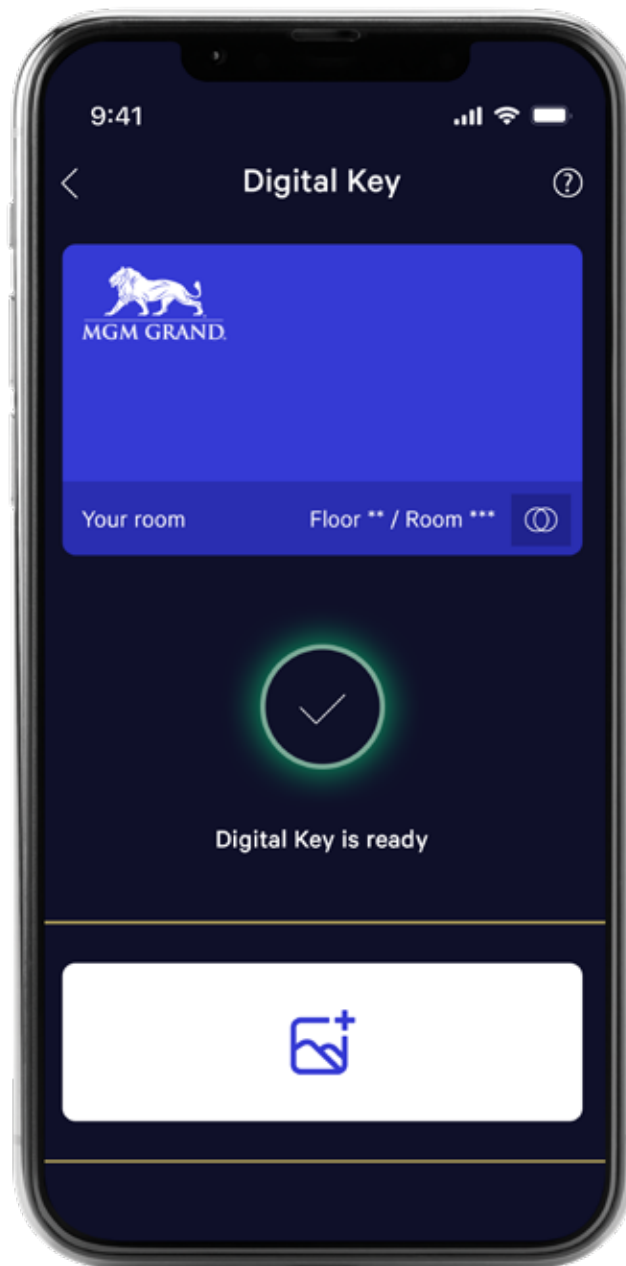 9:41
Digital Key
?
MGM GRAND.
Your room Floor ** / Room ***
Digital Key is ready